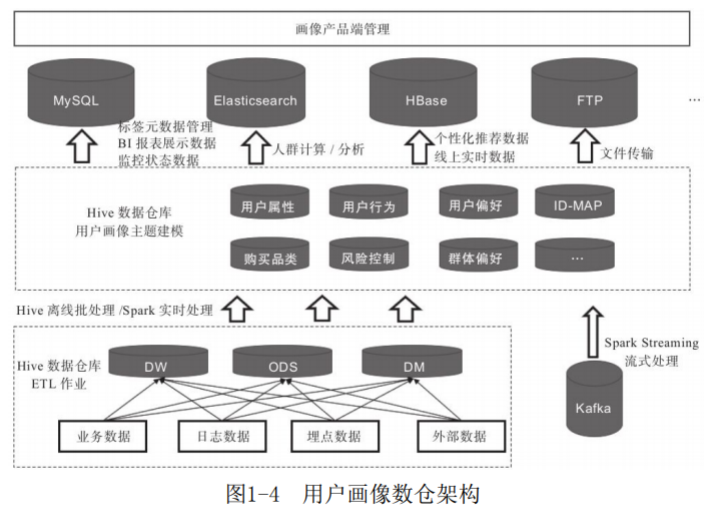 画像产品端管理
MySQL
Elasticsearch
HBase
FTP
…
标签元数据管理
BI 报表展示数据
监控状态数据
人群计算 / 分析
个性化推荐数据
线上实时数据
文件传输
Hive 数据仓库
用户画像主题建模
用户属性
用户行为
用户偏好
ID-MAP
购买品类
风险控制
群体偏好
…
Hive 离线批处理 /Spark 实时处理
Spark Streaming
流式处理
Hive 数据仓库
ETL 作业
DW
ODS
DM
Kafka
业务数据
日志数据
埋点数据
外部数据
图1-4 用户画像数仓架构